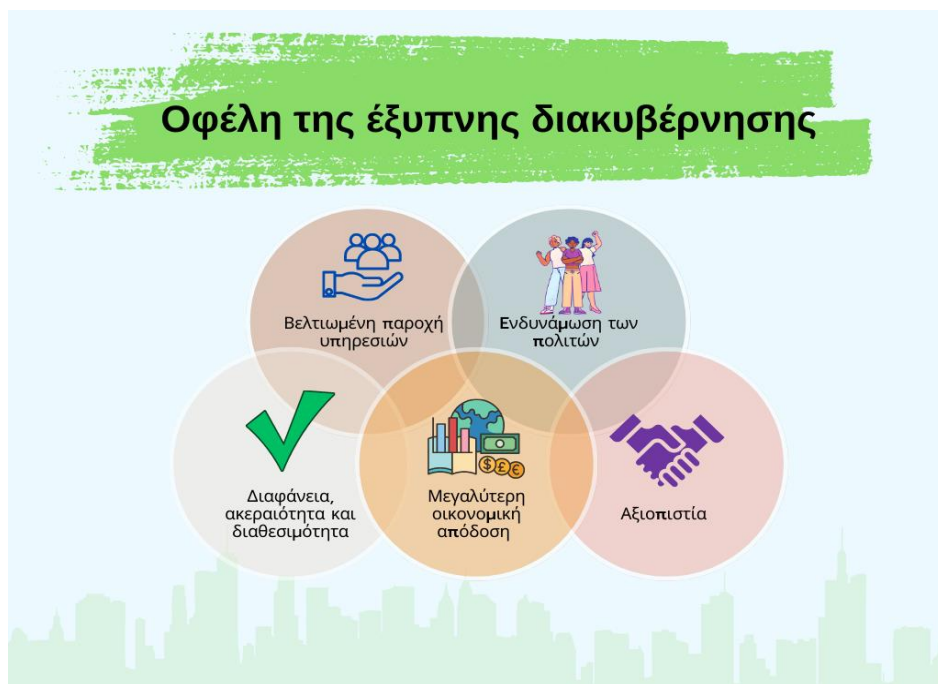 Οφέλη της έξυπνης διακυβέρνησης
Βελτιωμένη παροχή
υπηρεσιών
Ενδυνάμωση των
πολιτών
Διαφάνεια,
ακεραιότητα και
διαθεσιμότητα
Μεγαλύτερη
οικονομική
απόδοση
Αξιοπιστία